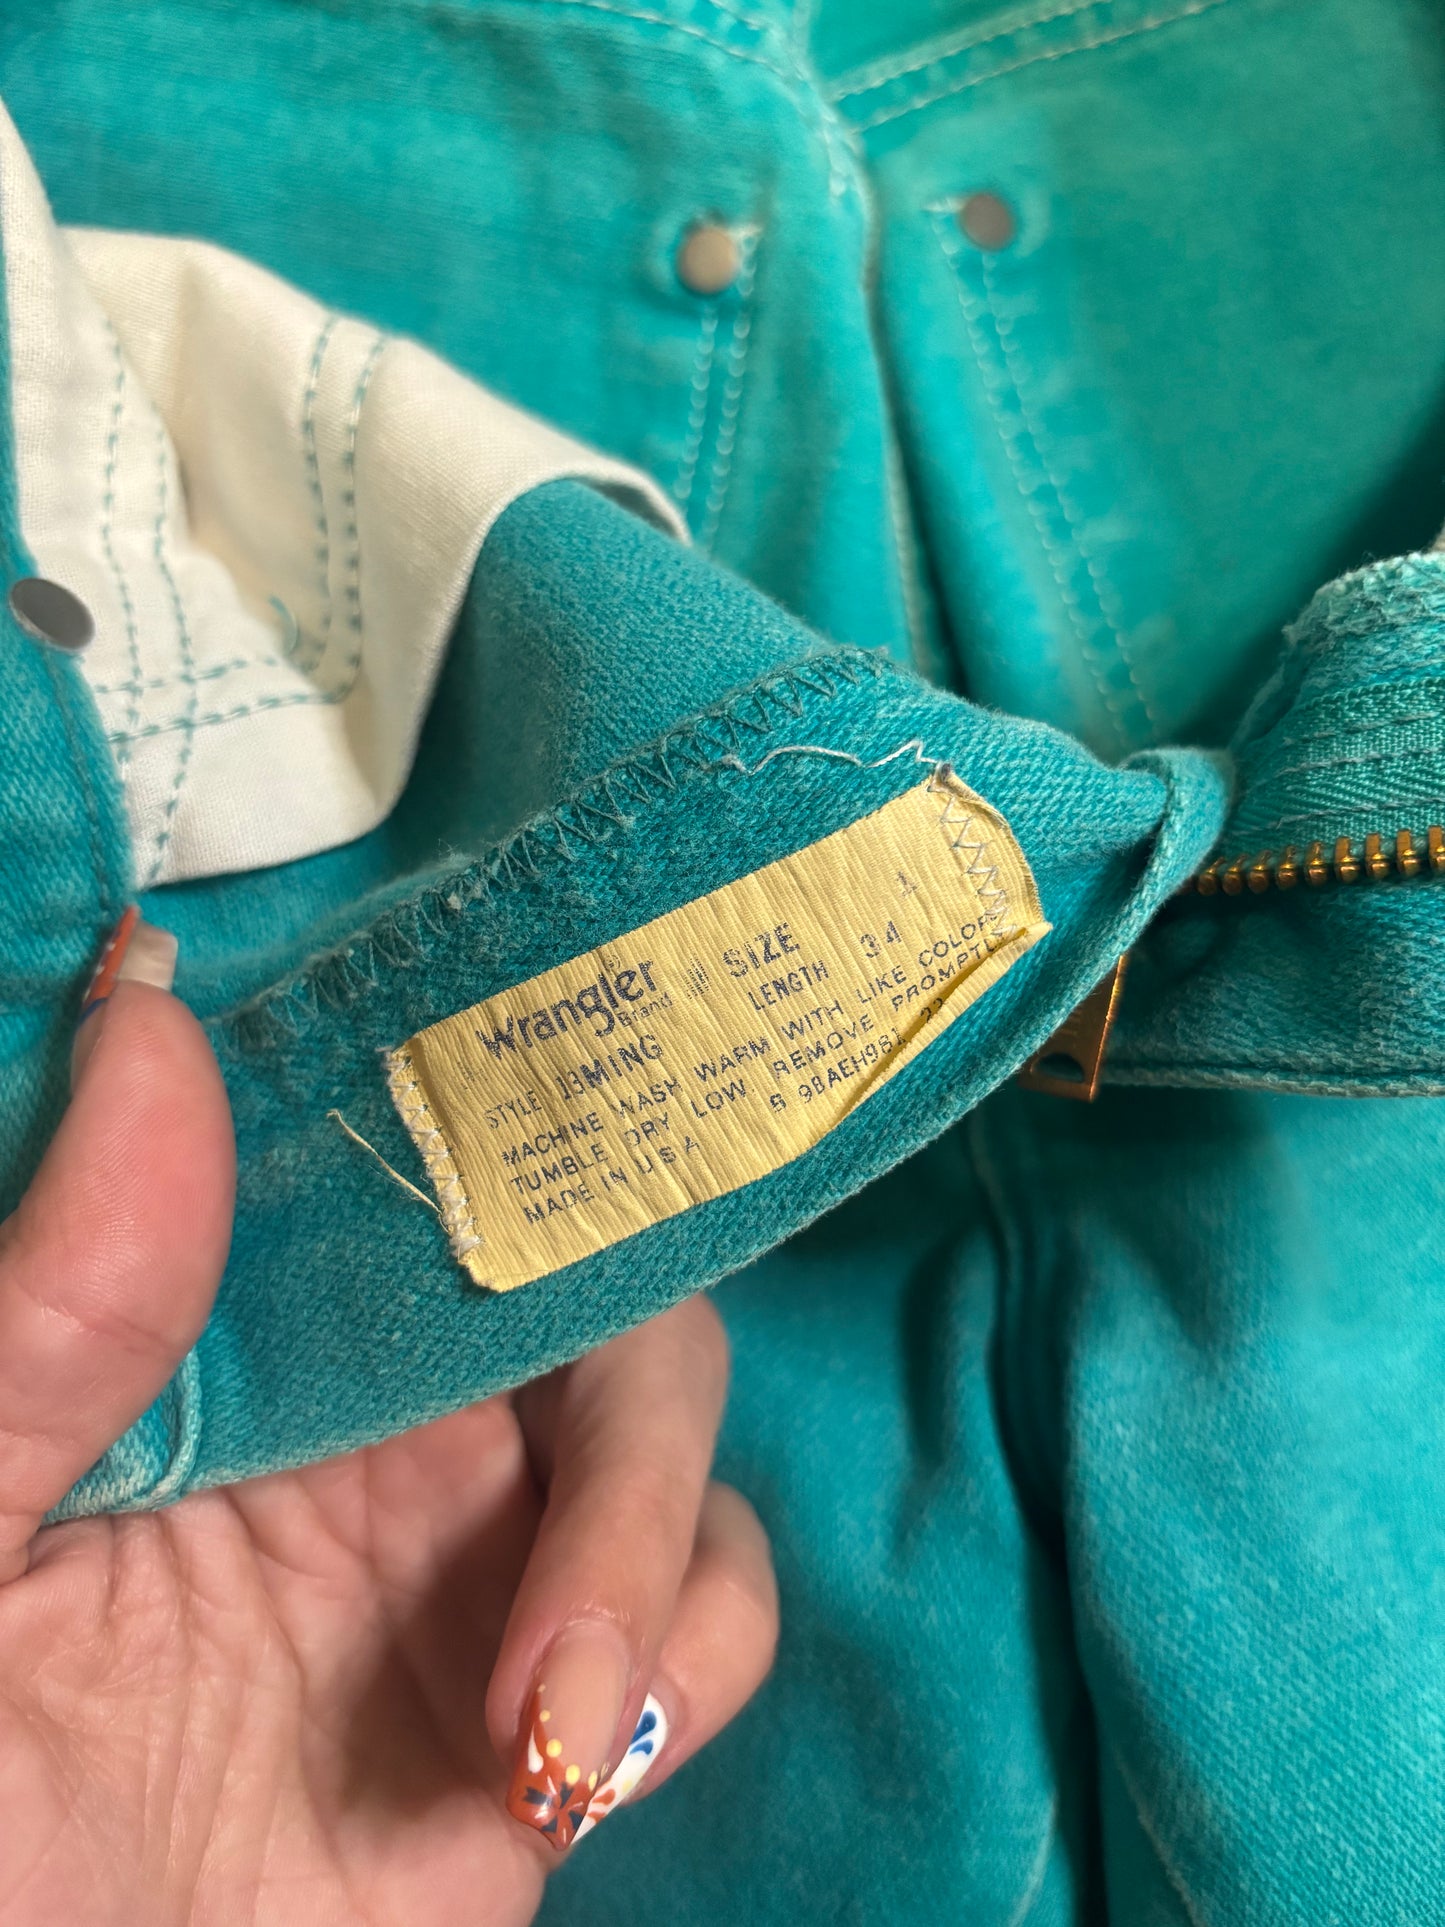 Wrangler ®
Brand
SIZE
LENGTH 34
STYLE 13MING
MACHINE WASH WARM WITH LIKE COLORS
TUMBLE DRY LOW REMOVE PROMPTLY
MADE IN U S A